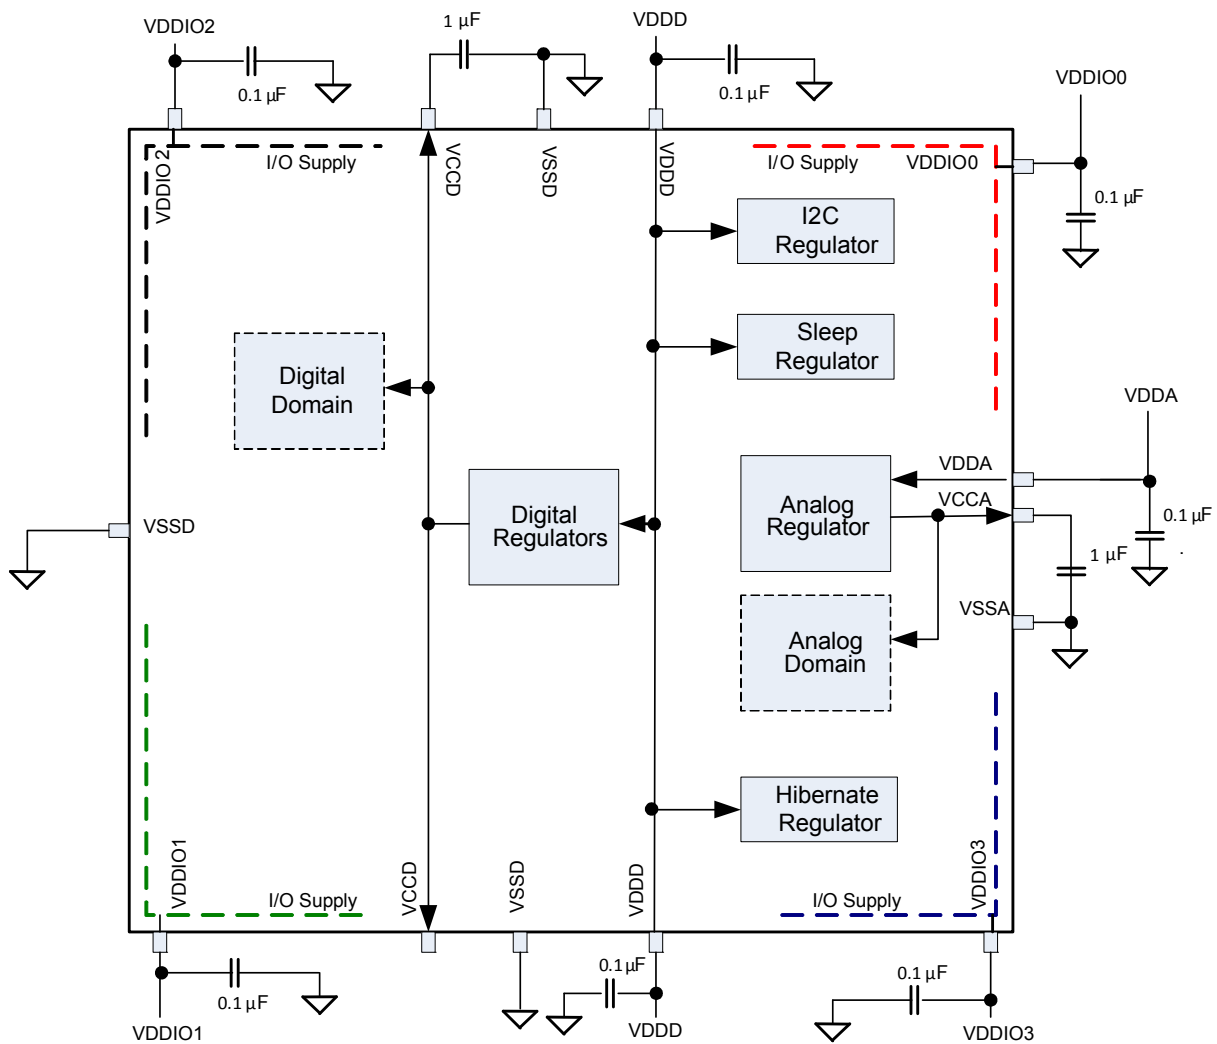 VDDIO2
0.1 µF
1 µF
VDDD
0.1 µF
VDDIO0
0.1 µF
VDDIO2
I/O Supply
VCCD
VSSD
VDDD
I/O Supply
VDDIO0
I2C
Regulator
Sleep
Regulator
Digital
Domain
VDDA
VDDA
VCCA
0.1 µF
.
1 µF
Analog
Regulator
Digital
Regulators
VSSD
VSSA
Analog
Domain
Hibernate
Regulator
VDDIO1
I/O Supply
VCCD
VSSD
VDDD
I/O Supply
VDDIO3
0.1 µF
VDDIO1
0.1 µF
VDDD
0.1 µF
VDDIO3